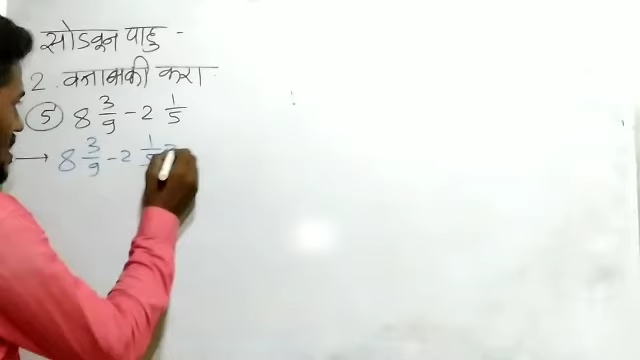 सोडवून पाहु -
2. वजाबाकी करा
5 8 3/9 - 2 1/5
→ 8 3/9 - 2 1/5 =